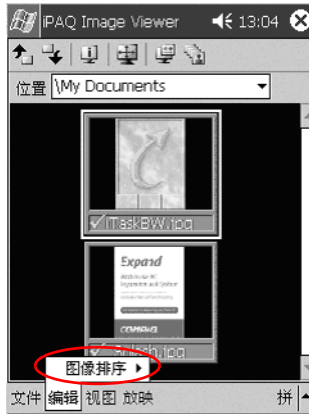 iPAQ Image Viewer 13:04
位置 \My Documents
iTaskBW.jpg
Expand
COMPAQ
图像排序
文件 编辑 视图 放映 拼